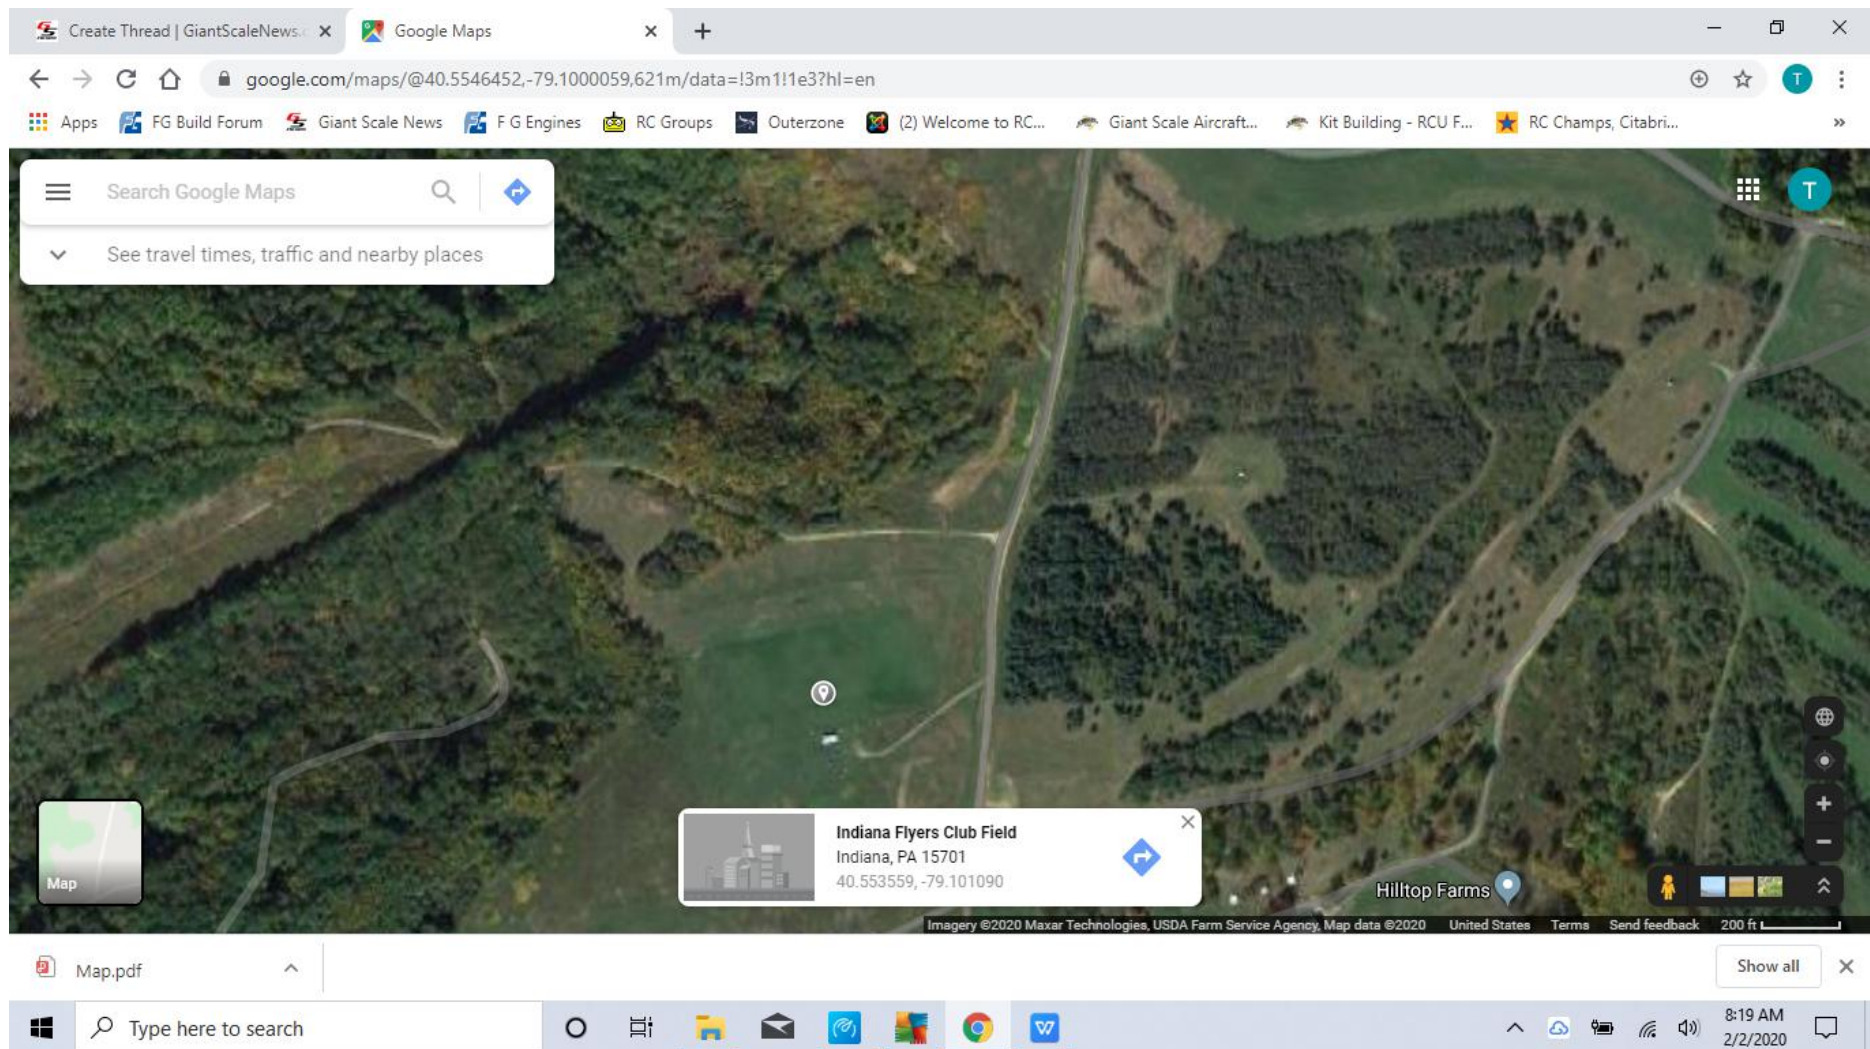 Create Thread | GiantScaleNews.c
Google Maps
google.com/maps/@40.5546452,-79.1000059,621m/data=!3m1!1e3?hl=en
T
Apps
FG Build Forum
Giant Scale News
F G Engines
RC Groups
Outerzone
(2) Welcome to RC...
Giant Scale Aircraft...
Kit Building - RCU F...
RC Champs, Citabri...
»
Search Google Maps
T
See travel times, traffic and nearby places
Indiana Flyers Club Field
Indiana, PA 15701
40.553559, -79.101090
Map
Hilltop Farms
Imagery ©2020 Maxar Technologies, USDA Farm Service Agency, Map data ©2020 United States Terms Send feedback 200 ft
Map.pdf
Show all
Type here to search
8:19 AM
2/2/2020